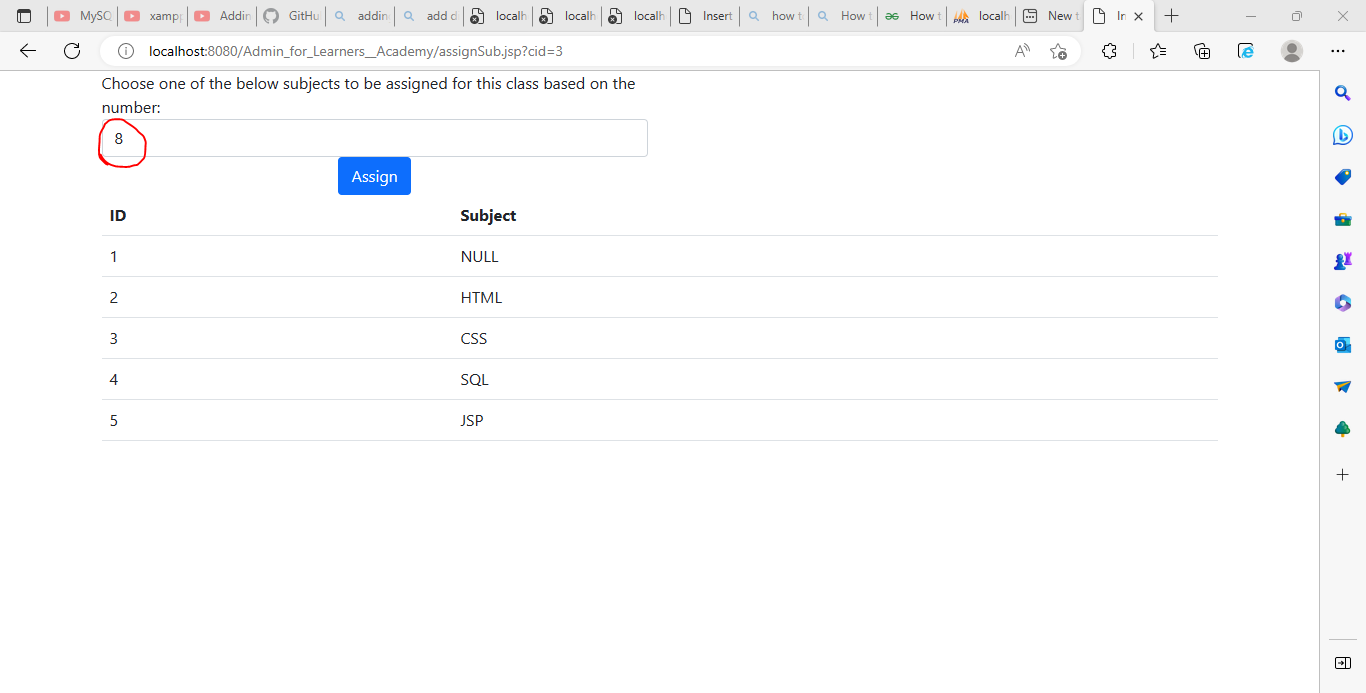 MySQ
xampp
Addin
GitHu
addin
add d
localh
localh
localh
Insert
how t
How t
How t
PMA
localh
New t
In
localhost:8080/Admin_for_Learners__Academy/assignSub.jsp?cid=3
Choose one of the below subjects to be assigned for this class based on the
number:
8
Assign
ID Subject
1 NULL
2 HTML
3 CSS
4 SQL
5 JSP